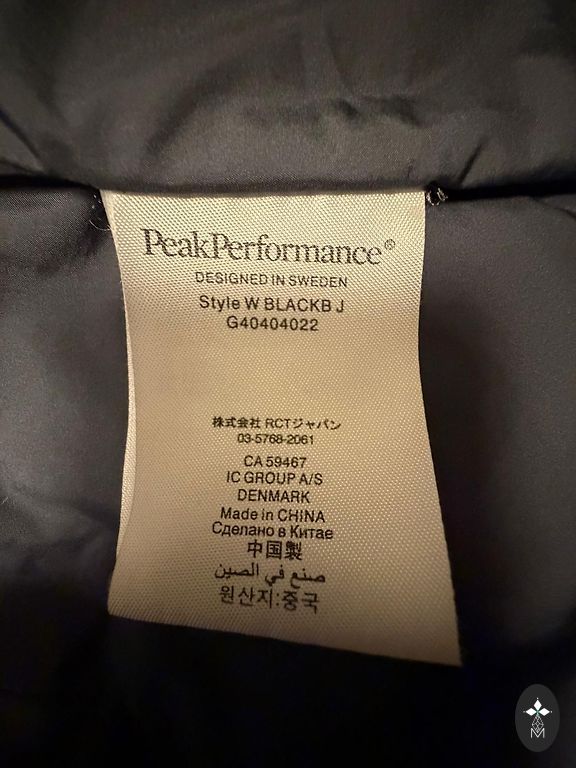 PeakPerformance®
DESIGNED IN SWEDEN
Style W BLACKB J
G40404022
株式会社 RCTジャパン
03-5768-2061
CA 59467
IC GROUP A/S
DENMARK
Made in CHINA
Сделано в Китае
中国製
صنع في الصين
원산지:중국
M